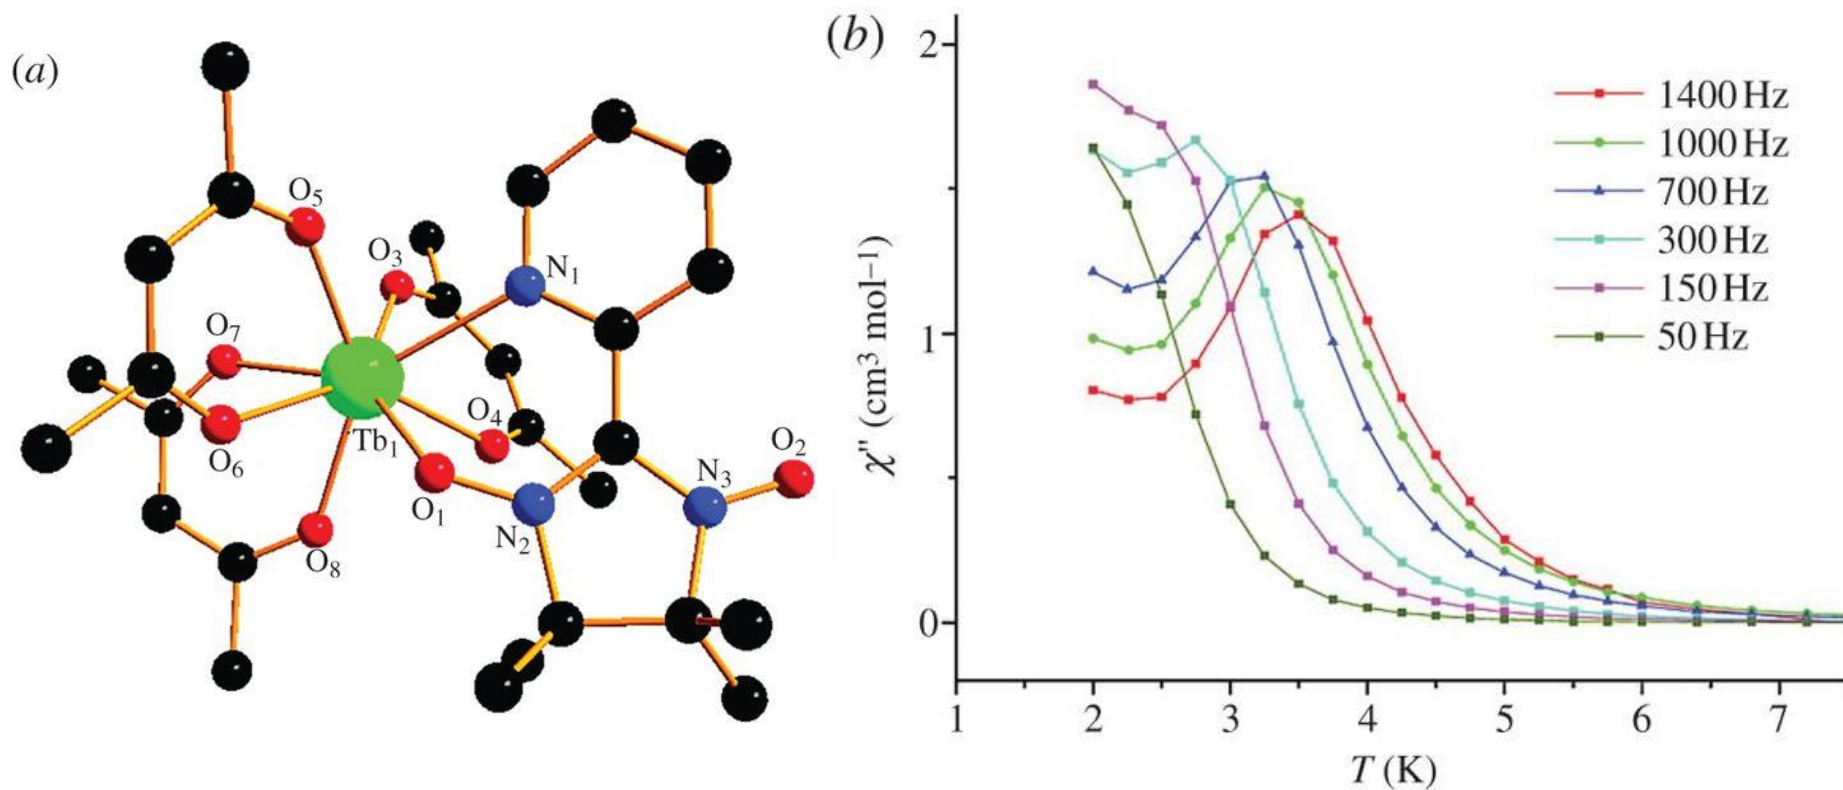 (a)
O5
O3
N1
O7
O4
Tb1
O6
O2
N3
O1
N2
O8
(b)
2
1
0
χ" (cm³ mol⁻¹)
1400 Hz
1000 Hz
700 Hz
300 Hz
150 Hz
50 Hz
1 2 3 4 5 6 7
T (K)